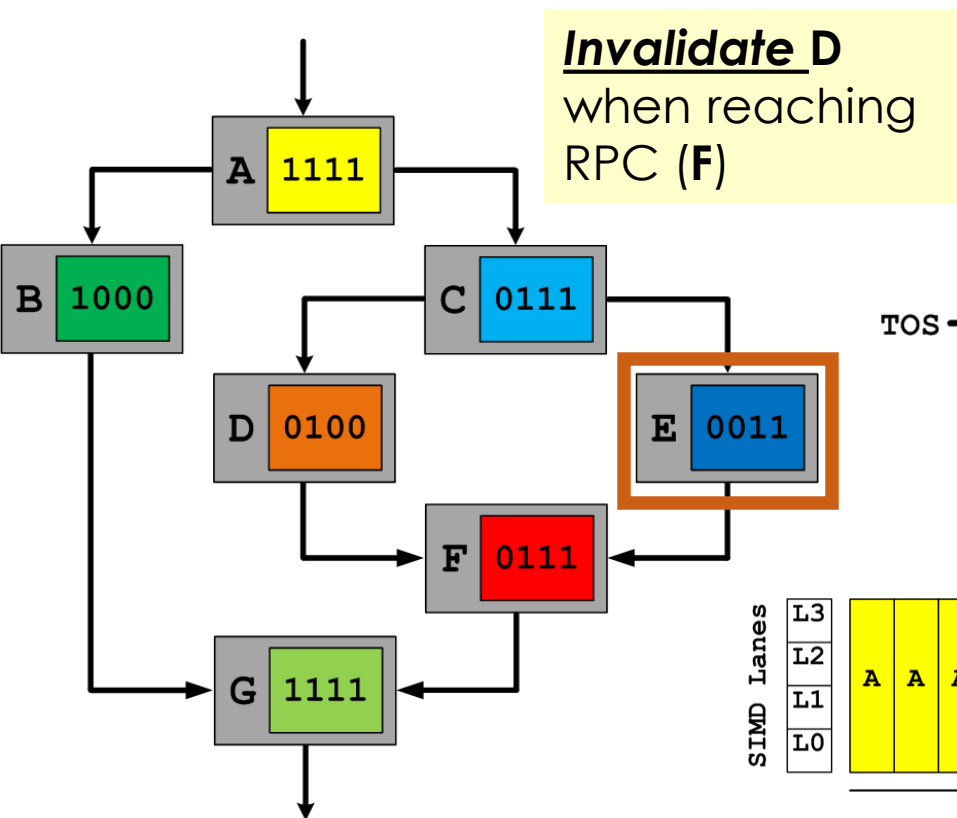 Invalidate D
when reaching
RPC (F)
A 1111
B 1000
C 0111
TOS
D 0100
E 0011
F 0111
G 1111
SIMD Lanes
L3
L2
L1
L0
A A